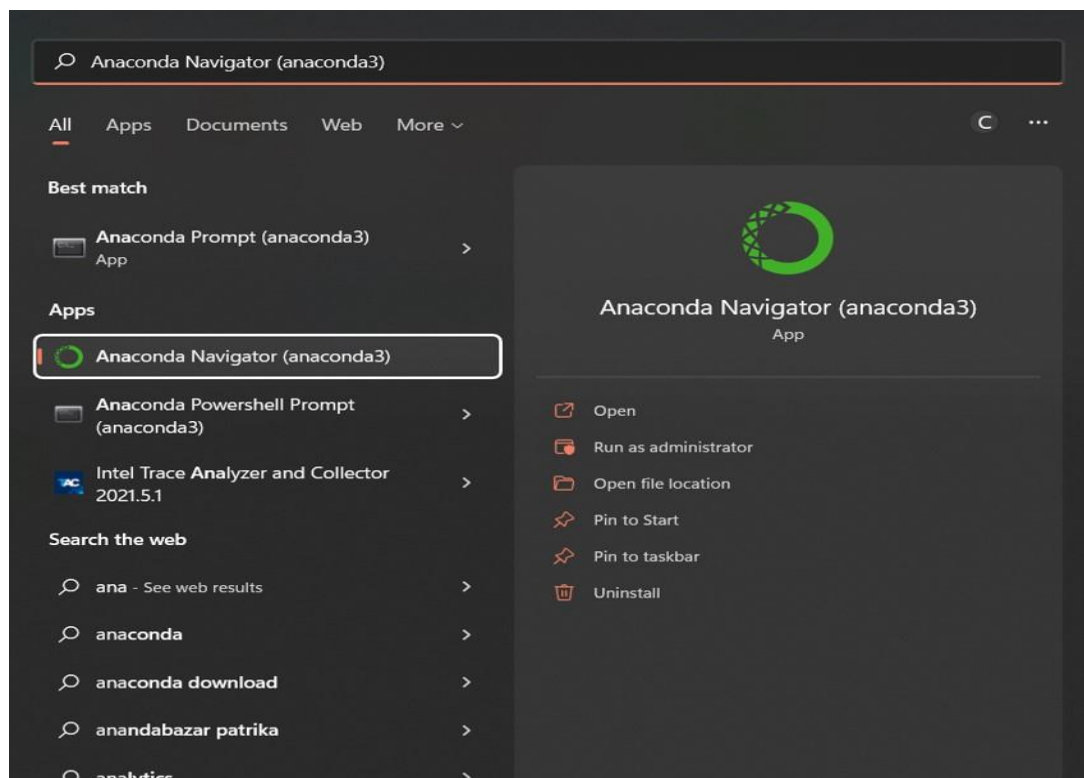 Anaconda Navigator (anaconda3)
All Apps Documents Web More
C ...
Best match
Anaconda Prompt (anaconda3)
App
Apps
Anaconda Navigator (anaconda3)
Anaconda Powershell Prompt
(anaconda3)
Intel Trace Analyzer and Collector
2021.5.1
Search the web
ana - See web results
anaconda
anaconda download
anandabazar patrika
analytics
Anaconda Navigator (anaconda3)
App
Open
Run as administrator
Open file location
Pin to Start
Pin to taskbar
Uninstall